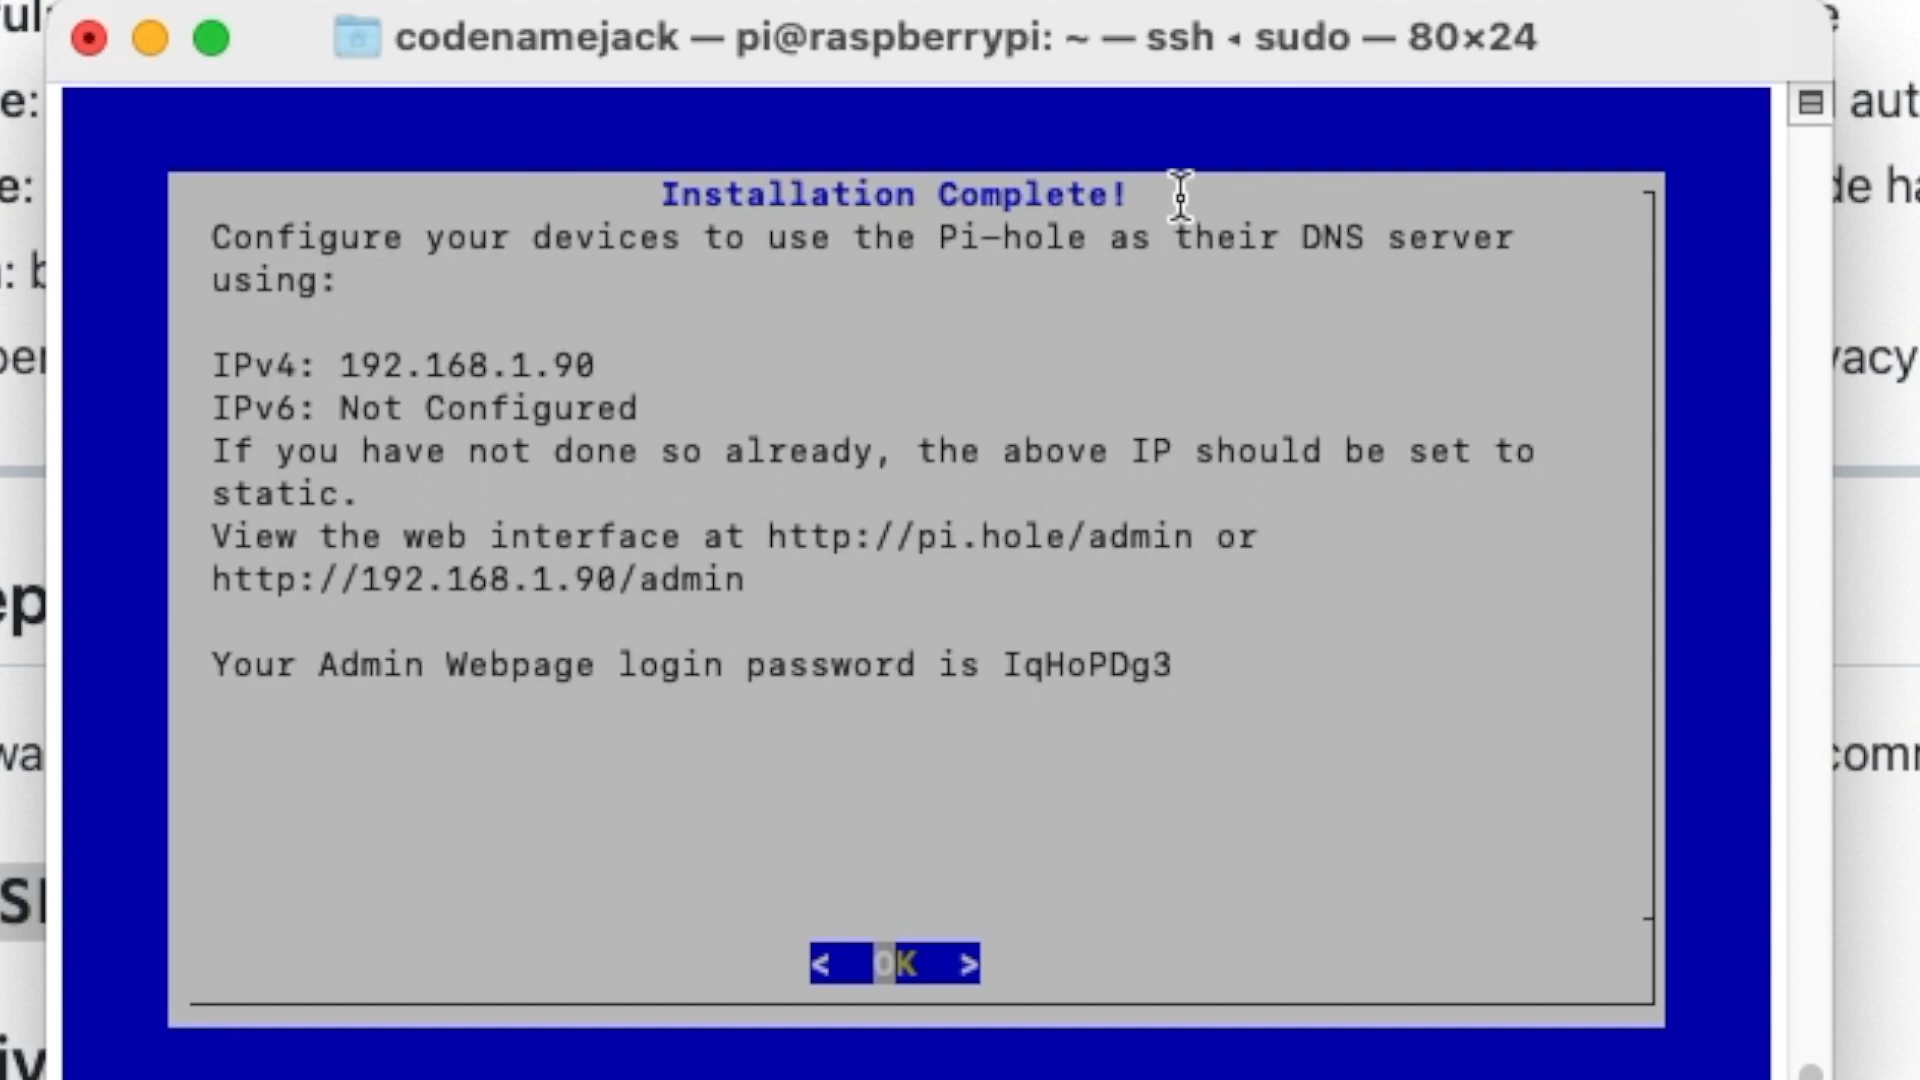 codenamejack — pi@raspberrypi: ~ — ssh ◂ sudo — 80×24
Installation Complete!
Configure your devices to use the Pi-hole as their DNS server
using:
IPv4: 192.168.1.90
IPv6: Not Configured
If you have not done so already, the above IP should be set to
static.
View the web interface at http://pi.hole/admin or
http://192.168.1.90/admin
Your Admin Webpage login password is IqHoPDg3
< OK >